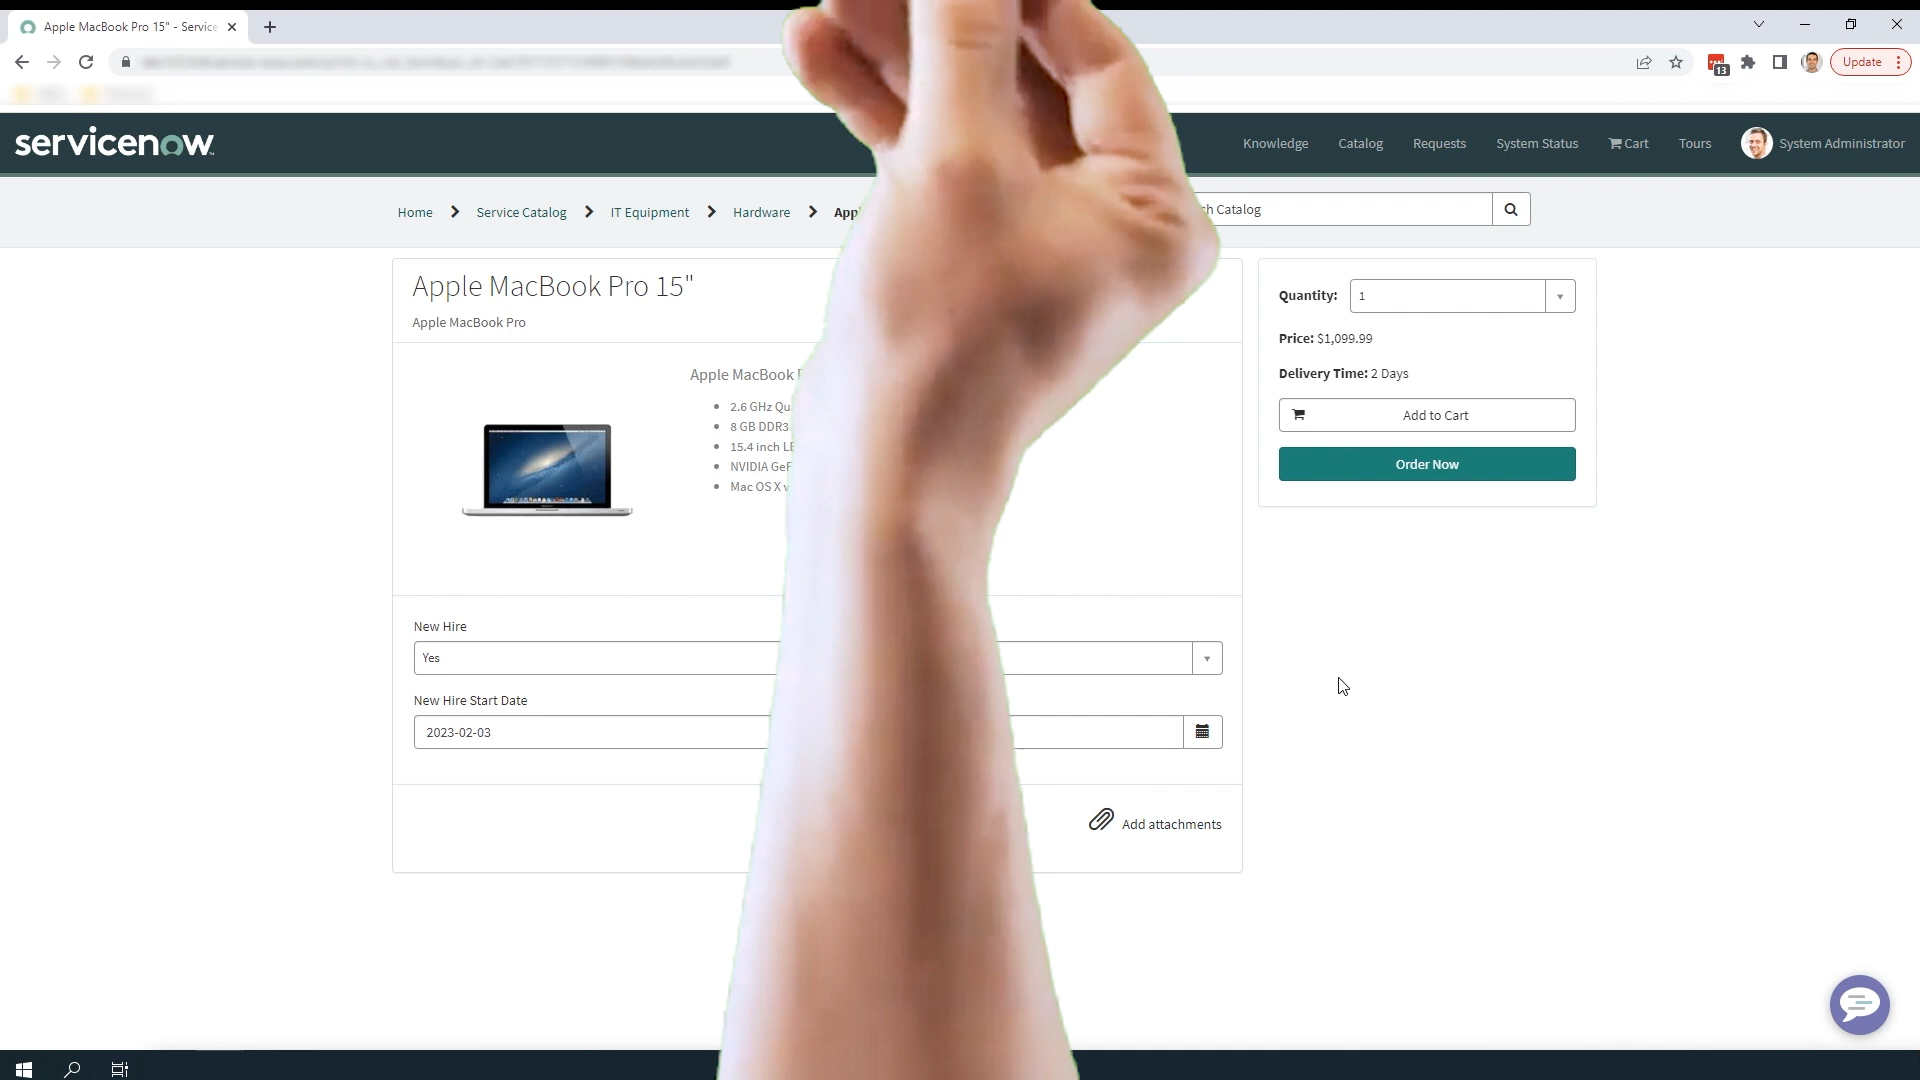 Apple MacBook Pro 15" - Service
Update
13
servicenow
Knowledge Catalog Requests System Status Cart Tours System Administrator
Home Service Catalog IT Equipment Hardware
Catalog
Apple MacBook Pro 15"
Apple MacBook Pro
Quantity: 1
Price: $1,099.99
Delivery Time: 2 Days
Add to Cart
Order Now
Apple MacBook
2.6 GHz
8 GB DDR3
15.4 inch
NVIDIA
Mac OS X
New Hire
Yes
New Hire Start Date
2023-02-03
Add attachments